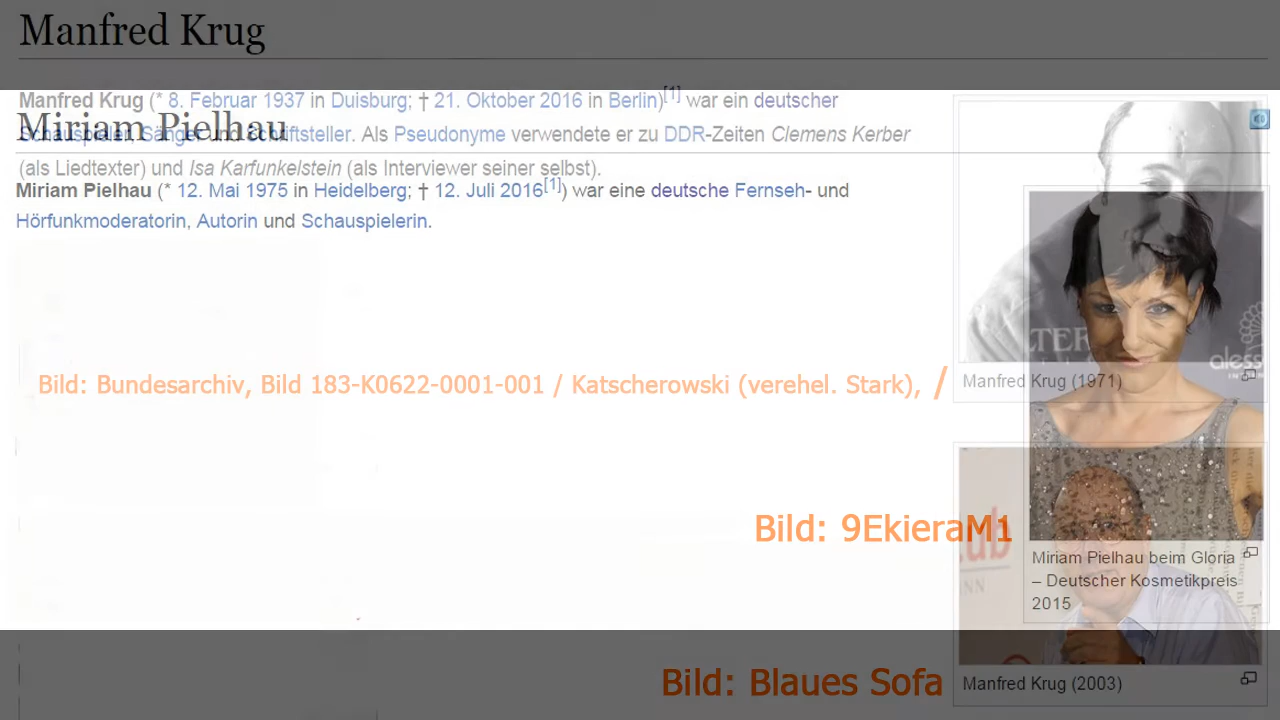 Manfred Krug
Manfred Krug (* 8. Februar 1937 in Duisburg; † 21. Oktober 2016 in Berlin)[1] war ein deutscher
Schauspieler, Sänger und Schriftsteller. Als Pseudonyme verwendete er zu DDR-Zeiten Clemens Kerber
(als Liedtexter) und Isa Karfunkelstein (als Interviewer seiner selbst).
Miriam Pielhau
Miriam Pielhau (* 12. Mai 1975 in Heidelberg; † 12. Juli 2016[1]) war eine deutsche Fernseh- und
Hörfunkmoderatorin, Autorin und Schauspielerin.
Bild: Bundesarchiv, Bild 183-K0622-0001-001 / Katscherowski (verehel. Stark), /
Manfred Krug (1971)
Bild: 9EkieraM1
Miriam Pielhau beim Gloria
– Deutscher Kosmetikpreis
2015
Bild: Blaues Sofa
Manfred Krug (2003)